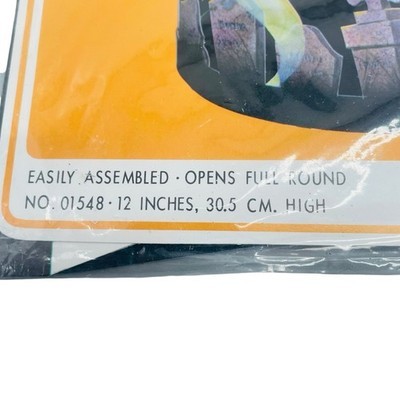 EASILY ASSEMBLED · OPENS FULL ROUND
NO. 01548 · 12 INCHES, 30.5 CM. HIGH